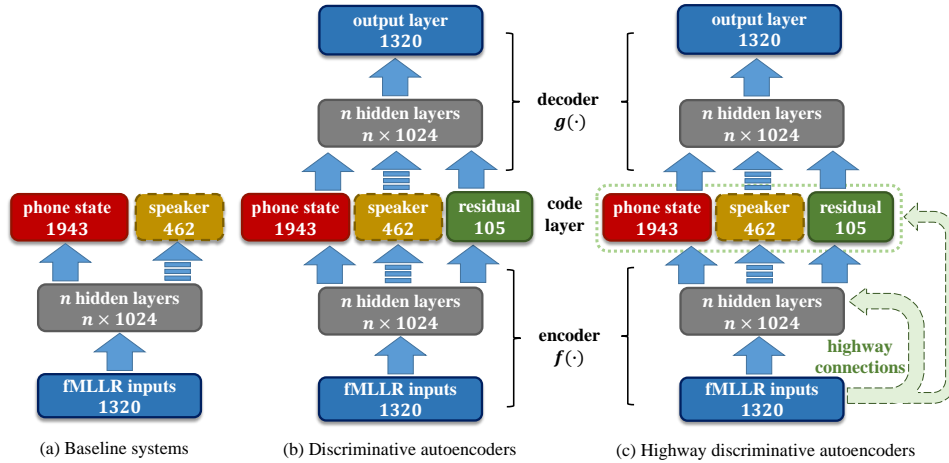 output layer
1320
n hidden layers
n × 1024
decoder
g(·)
output layer
1320
n hidden layers
n × 1024
phone state
1943
speaker
462
phone state
1943
speaker
462
residual
105
code
layer
phone state
1943
speaker
462
residual
105
n hidden layers
n × 1024
n hidden layers
n × 1024
encoder
f(·)
n hidden layers
n × 1024
highway
connections
fMLLR inputs
1320
fMLLR inputs
1320
fMLLR inputs
1320
(a) Baseline systems
(b) Discriminative autoencoders
(c) Highway discriminative autoencoders